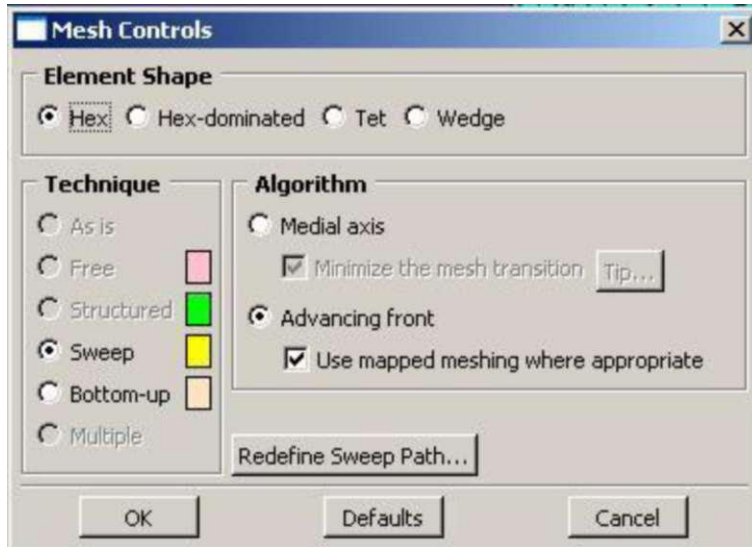 Mesh Controls
Element Shape
Hex Hex-dominated Tet Wedge
Technique
As is
Free
Structured
Sweep
Bottom-up
Multiple
Algorithm
Medial axis
Minimize the mesh transition Tip...
Advancing front
Use mapped meshing where appropriate
Redefine Sweep Path...
OK Defaults Cancel